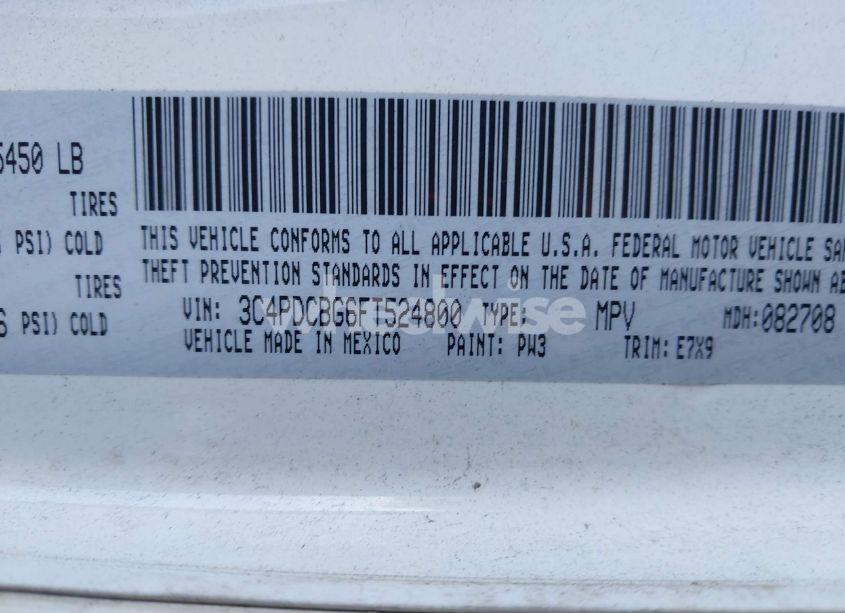 5450 LB
TIRES
PSI) COLD
TIRES
PSI) COLD
THIS VEHICLE CONFORMS TO ALL APPLICABLE U.S.A. FEDERAL MOTOR VEHICLE SA
THEFT PREVENTION STANDARDS IN EFFECT ON THE DATE OF MANUFACTURE SHOWN AB
VIN: 3C4PDCBG6FT524800 TYPE: MPV MDH:082708
VEHICLE MADE IN MEXICO PAINT: PW3 TRIM: E7X9
wheelwise